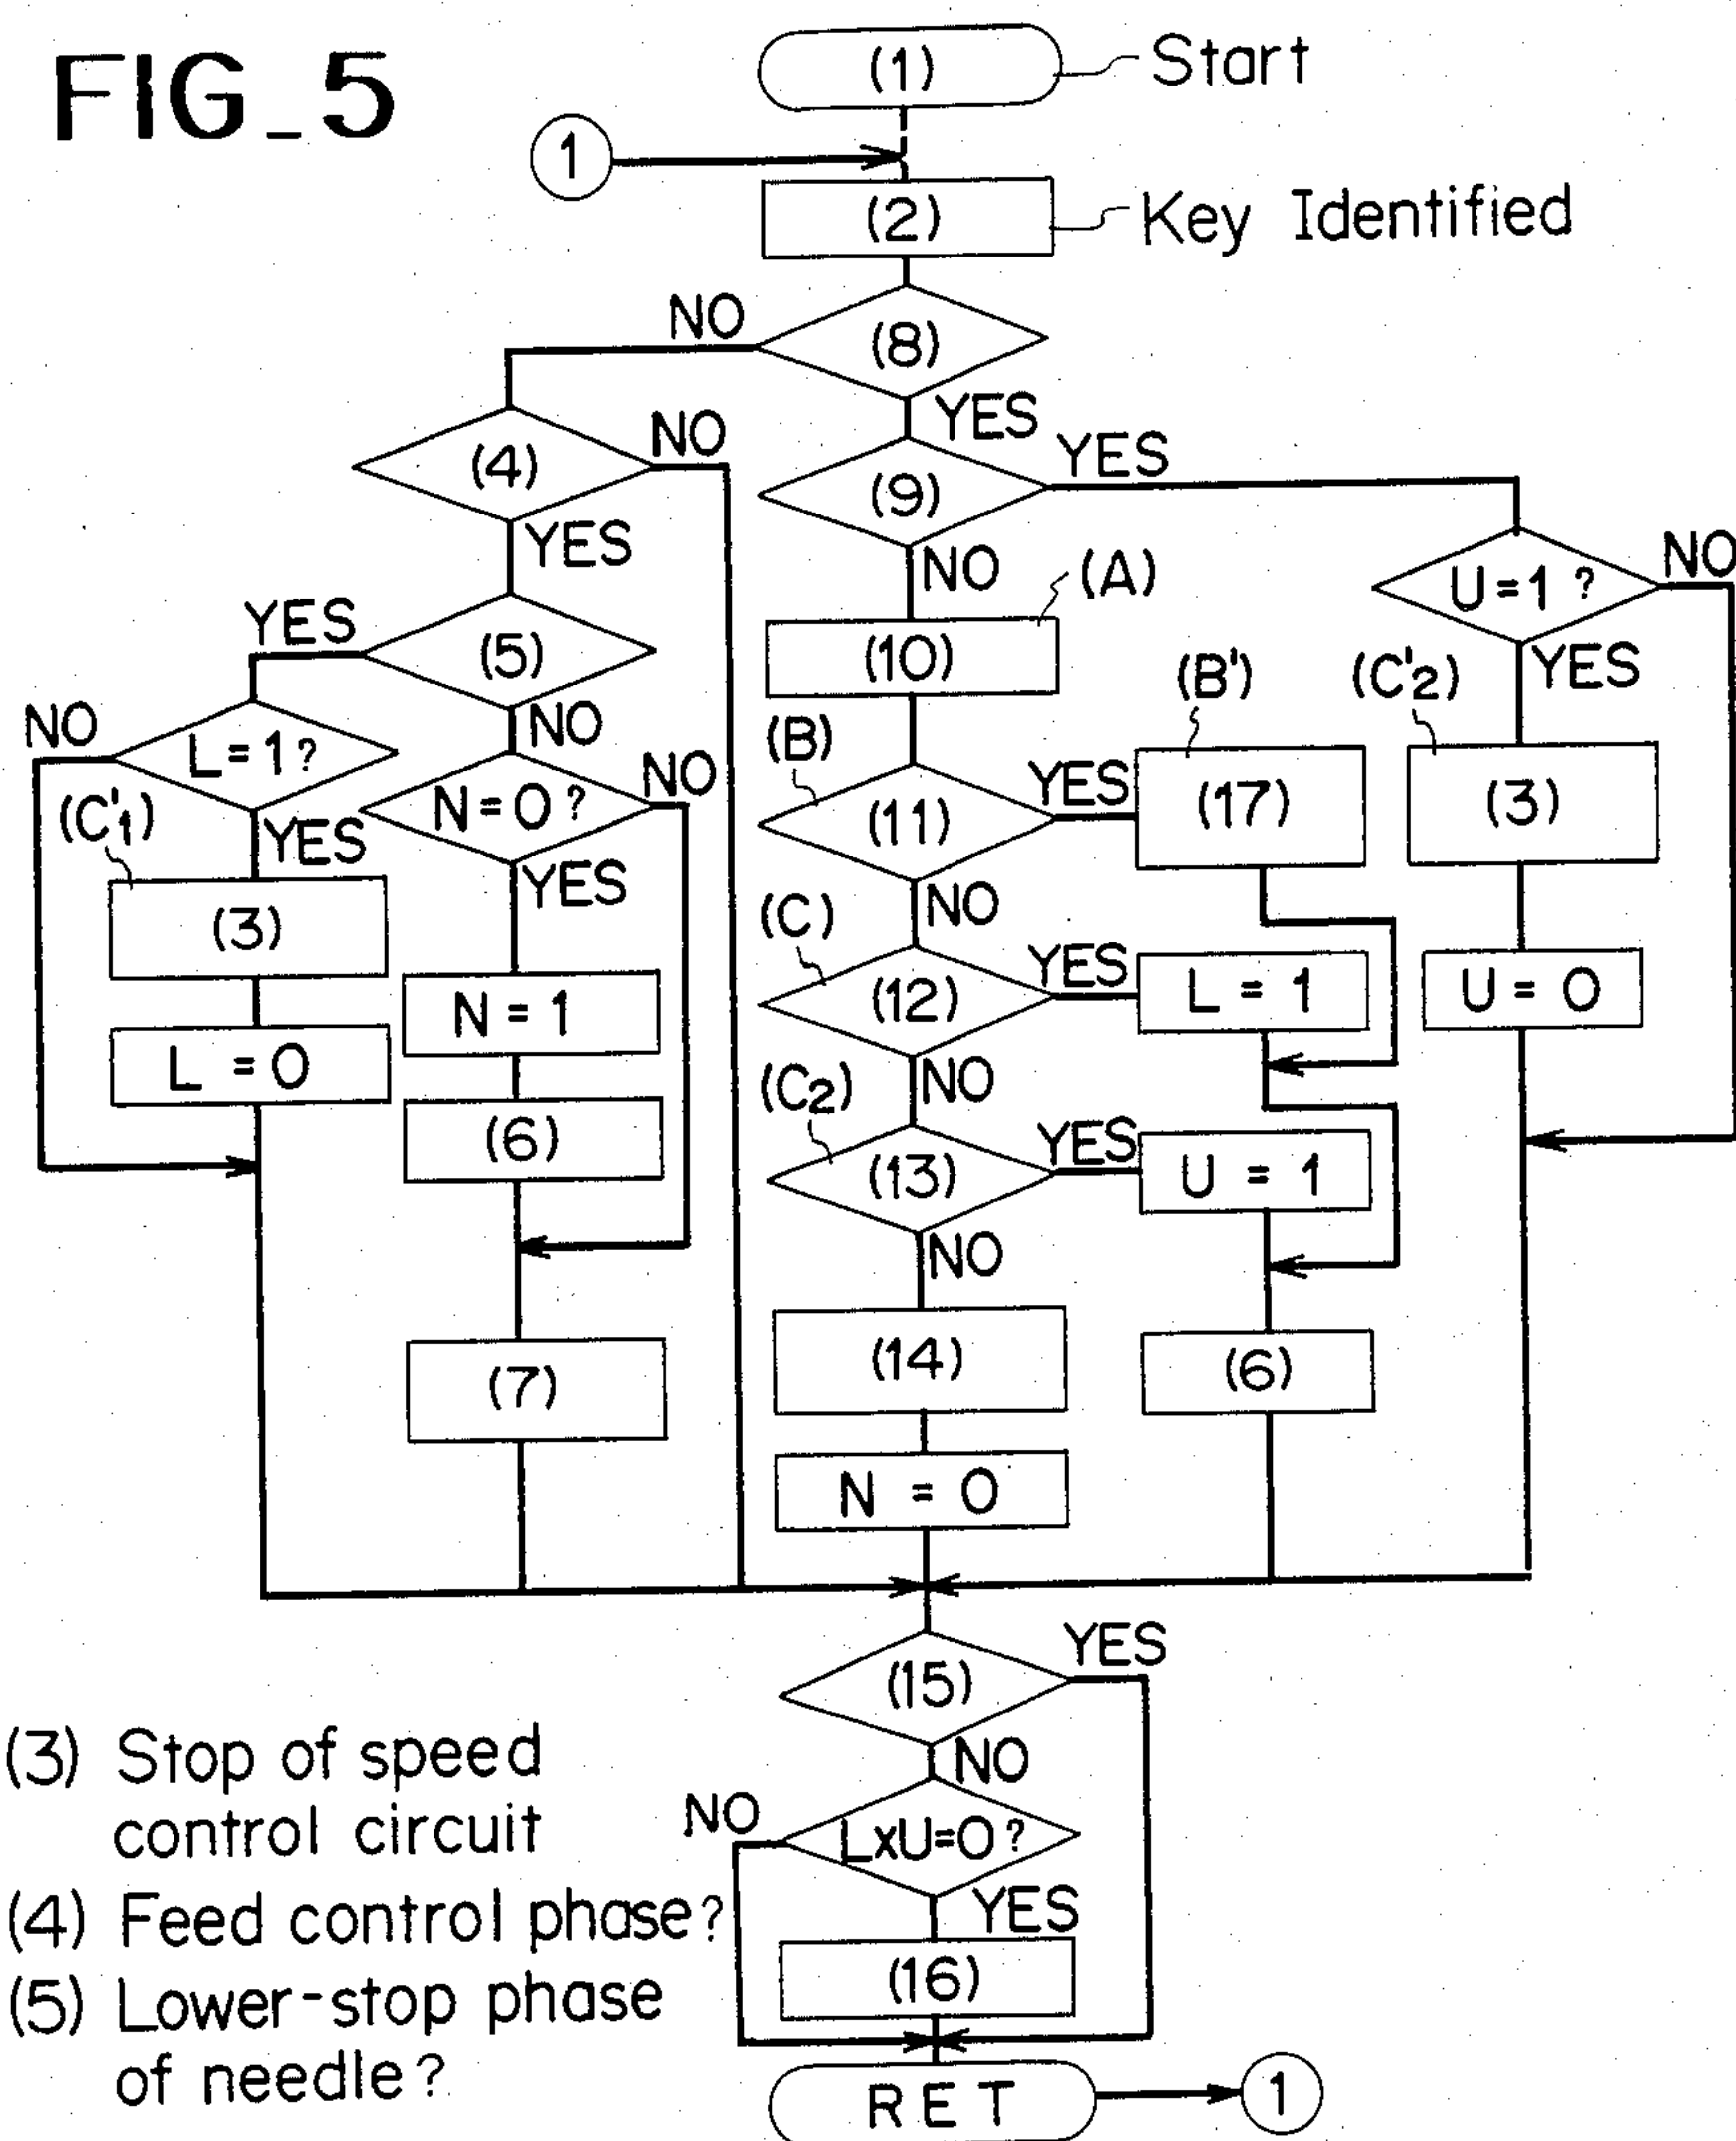 FIG_5
(1)
Start
1
(2)
Key Identified
NO
(8)
YES
(4)
NO
(9)
YES
YES
NO
(A)
U=1 ?
NO
YES
(5)
(10)
(B')
(C'2)
YES
NO
L=1?
NO
(B)
(C'1)
YES
N=0 ?
NO
(11)
YES
(17)
(3)
YES
NO
(3)
(C)
(12)
YES
L = 1
U = 0
N = 1
NO
L = 0
(C2)
(6)
(13)
YES
U = 1
NO
(7)
(14)
(6)
N = 0
(15)
YES
NO
NO
LxU=0 ?
YES
(16)
RET
1
(3) Stop of speed
control circuit
(4) Feed control phase?
(5) Lower-stop phase
of needle?